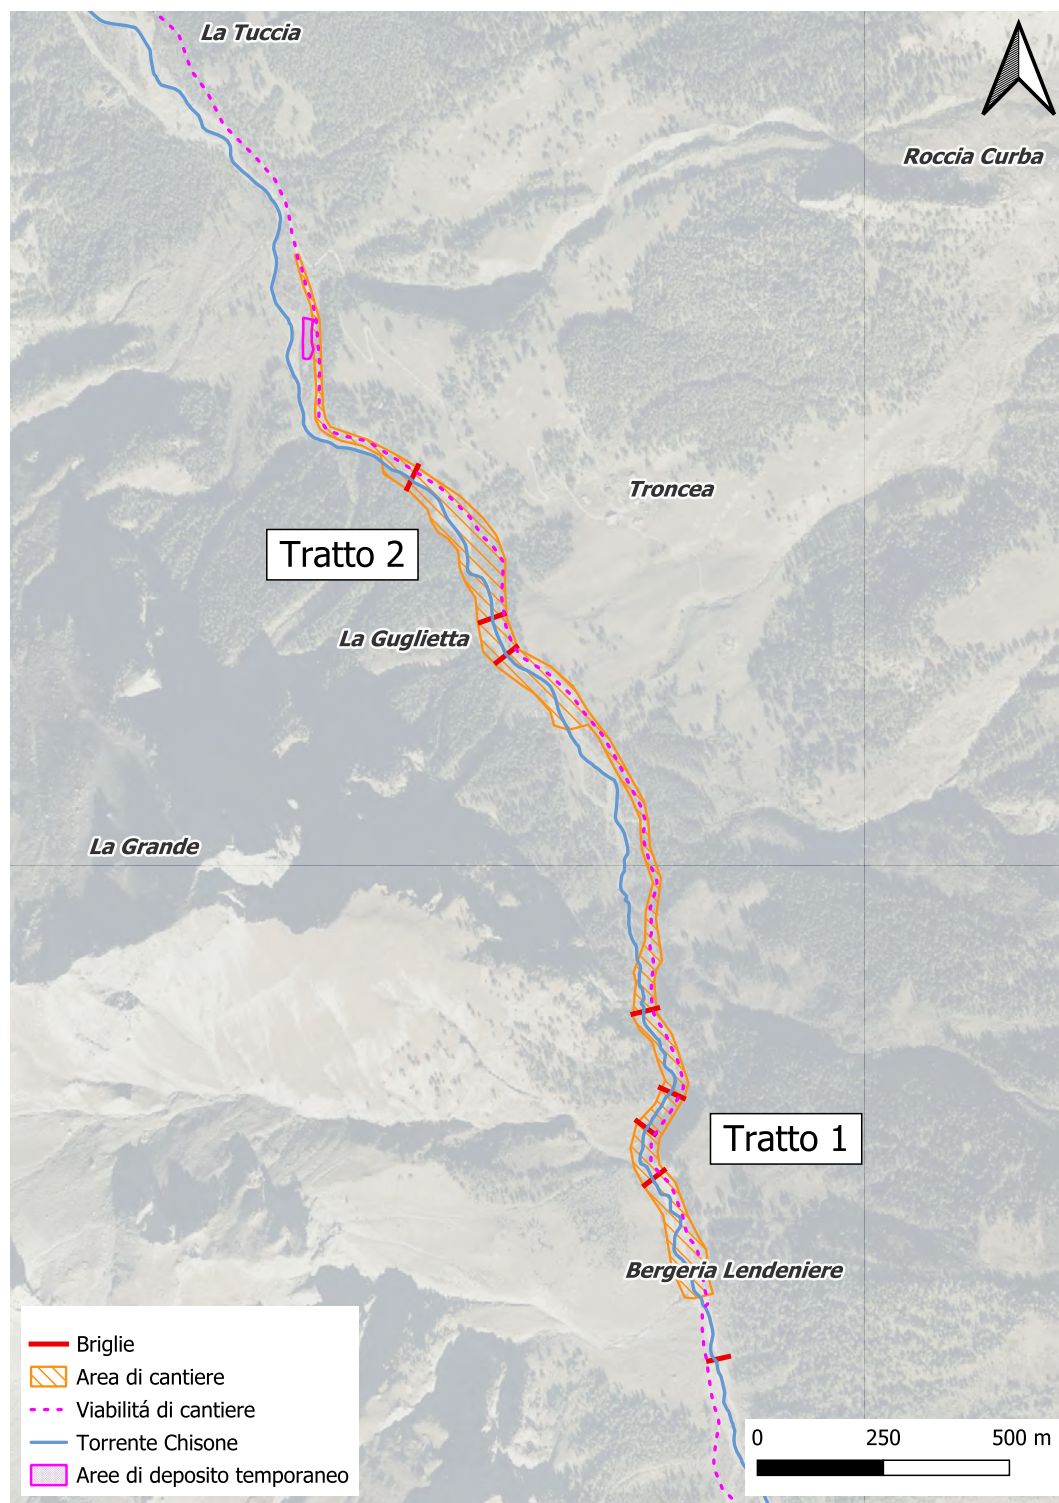 La Tuccia
Roccia Curba
Troncea
Tratto 2
La Guglietta
La Grande
Tratto 1
Bergeria Lendeniere
Briglie
Area di cantiere
Viabilitá di cantiere
Torrente Chisone
Aree di deposito temporaneo
0 250 500 m